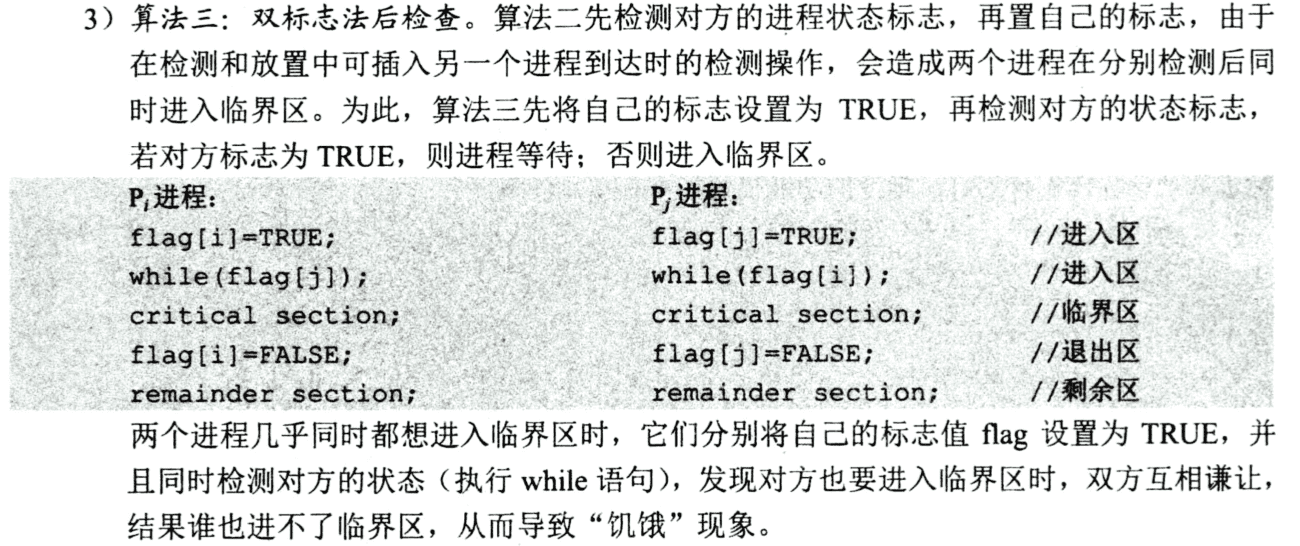 3）算法三：双标志法后检查。算法二先检测对方的进程状态标志，再置自己的标志，由于
在检测和放置中可插入另一个进程到达时的检测操作，会造成两个进程在分别检测后同
时进入临界区。为此，算法三先将自己的标志设置为 TRUE，再检测对方的状态标志，
若对方标志为 TRUE，则进程等待；否则进入临界区。
Pi进程： Pj进程：
flag[i]=TRUE; flag[j]=TRUE; //进入区
while(flag[j]); while(flag[i]); //进入区
critical section; critical section; //临界区
flag[i]=FALSE; flag[j]=FALSE; //退出区
remainder section; remainder section; //剩余区
两个进程几乎同时都想进入临界区时，它们分别将自己的标志值 flag 设置为 TRUE，并
且同时检测对方的状态（执行 while 语句），发现对方也要进入临界区时，双方互相谦让，
结果谁也进不了临界区，从而导致“饥饿”现象。